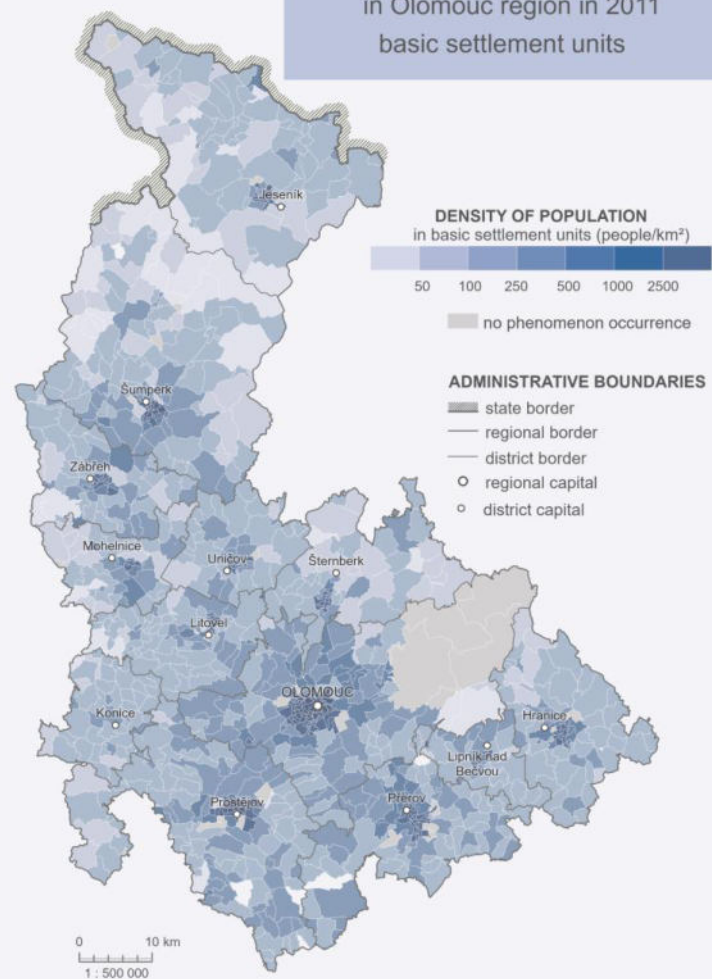 in Olomouc region in 2011
basic settlement units
Jeseník
DENSITY OF POPULATION
in basic settlement units (people/km²)
50 100 250 500 1000 2500
no phenomenon occurrence
ADMINISTRATIVE BOUNDARIES
state border
regional border
district border
regional capital
district capital
Šumperk
Zábřeh
Mohelnice
Uničov
Šternberk
Litovel
OLOMOUC
Konice
Hranice
Lipník nad
Bečvou
Prostějov
Přerov
0 10 km
1 : 500 000